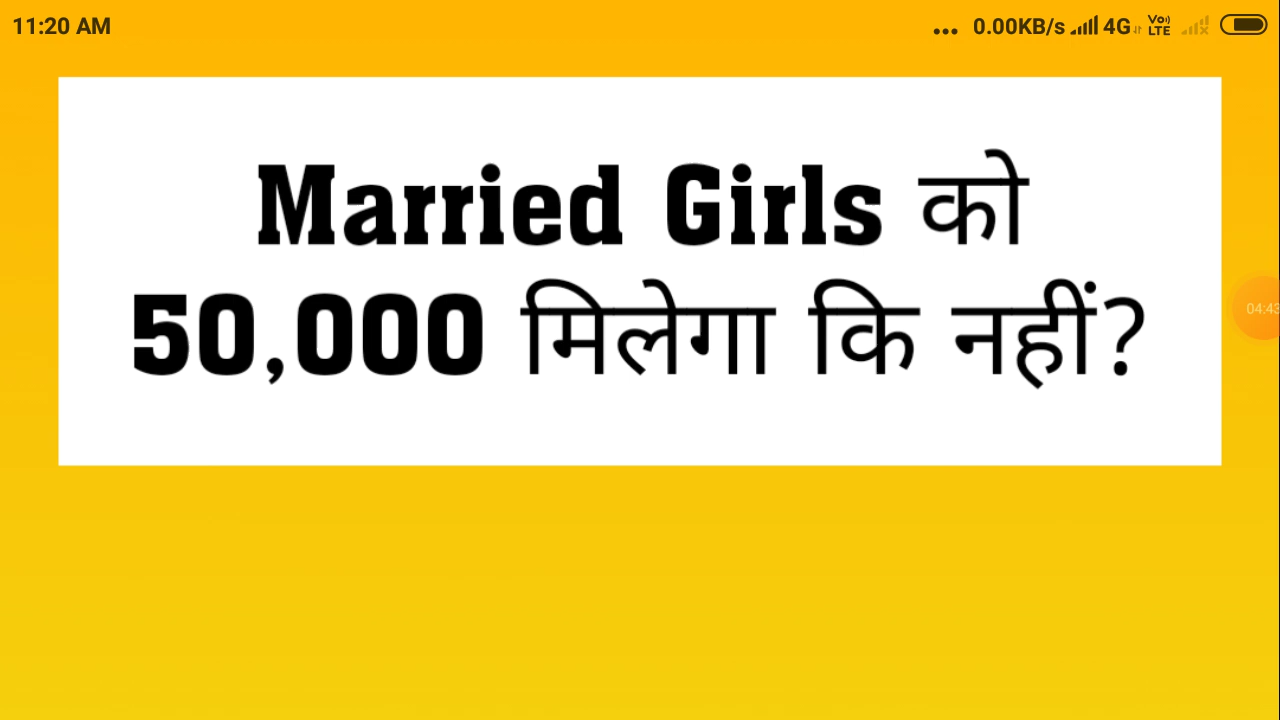 11:20 AM
... 0.00KB/s 4G Vo) LTE
Married Girls को
50,000 मिलेगा कि नहीं?
04:43